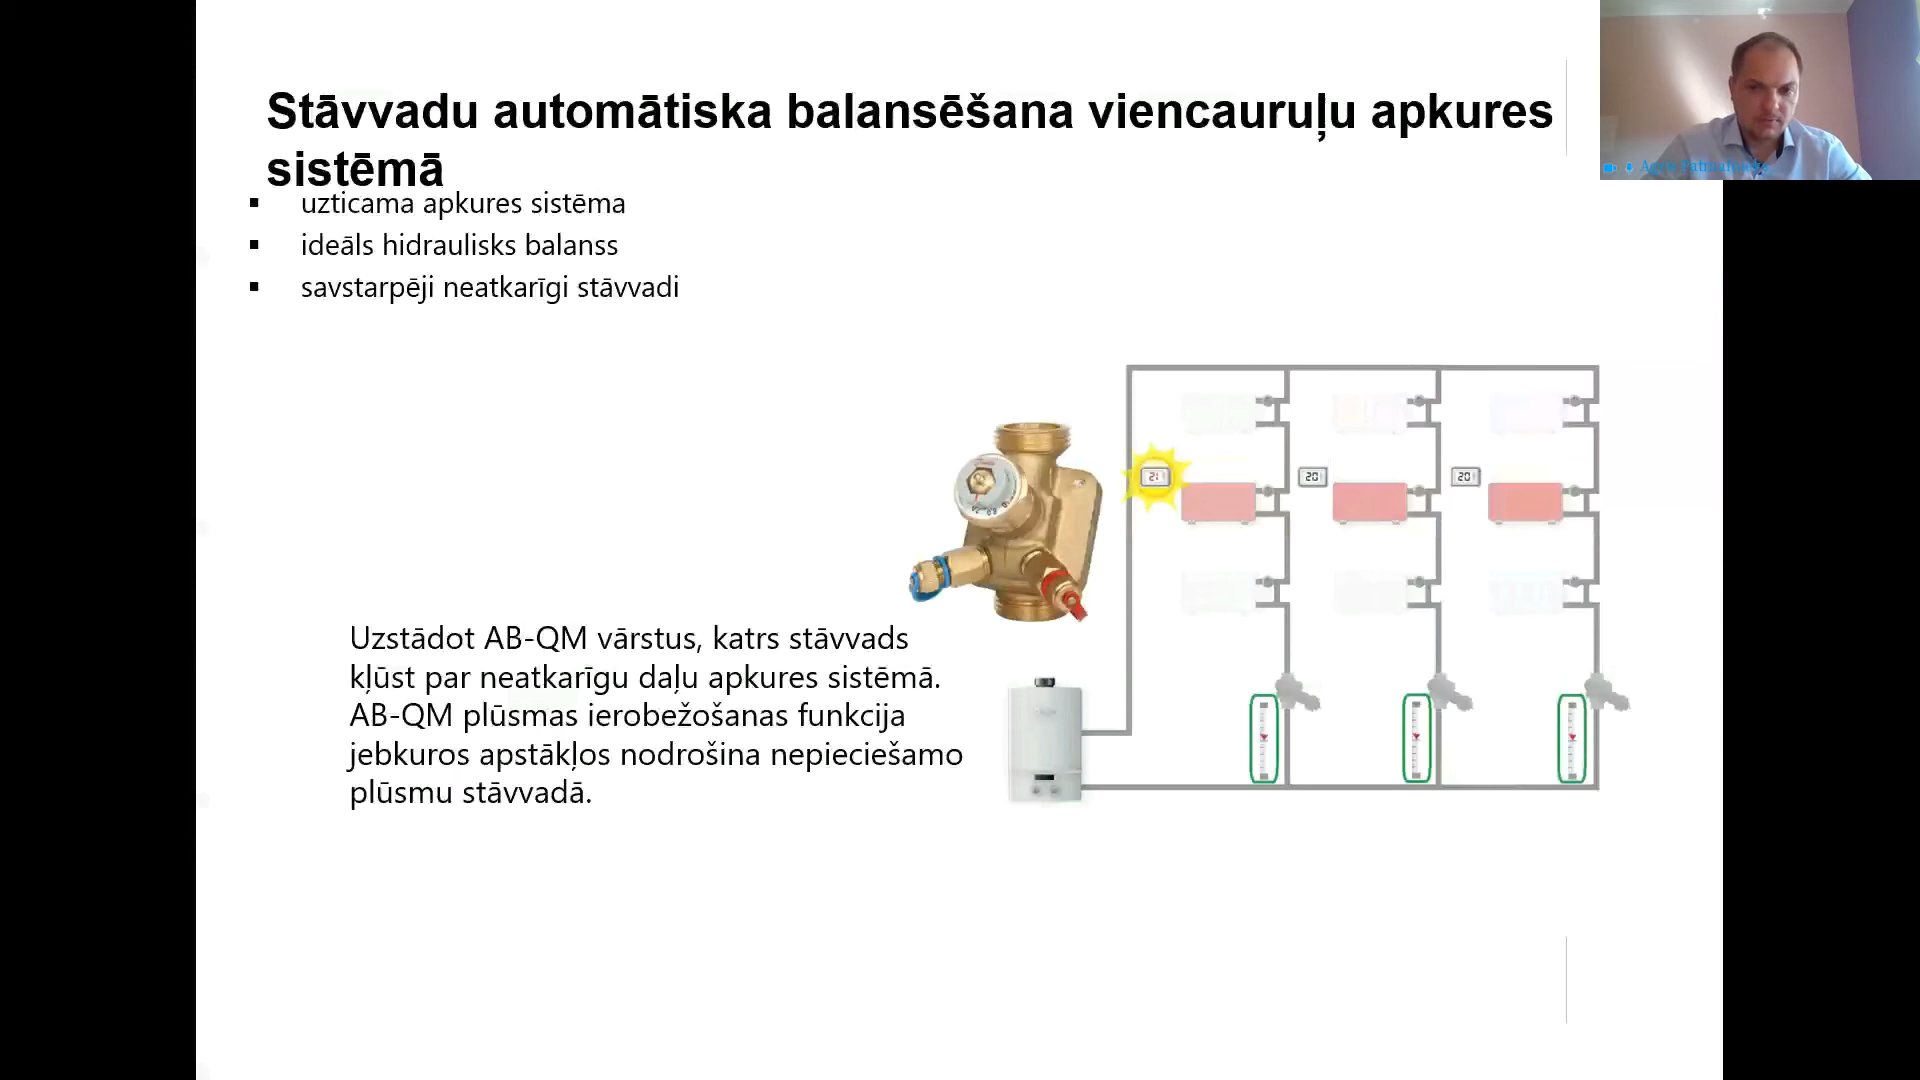 Stāvvadu automātiska balansēšana viencauruļu apkures
sistēmā
▪ uzticama apkures sistēma
▪ ideāls hidraulisks balanss
▪ savstarpēji neatkarīgi stāvvadi
21
20
20
Uzstādot AB-QM vārstus, katrs stāvvads
kļūst par neatkarīgu daļu apkures sistēmā.
AB-QM plūsmas ierobežošanas funkcija
jebkuros apstākļos nodrošina nepieciešamo
plūsmu stāvvadā.